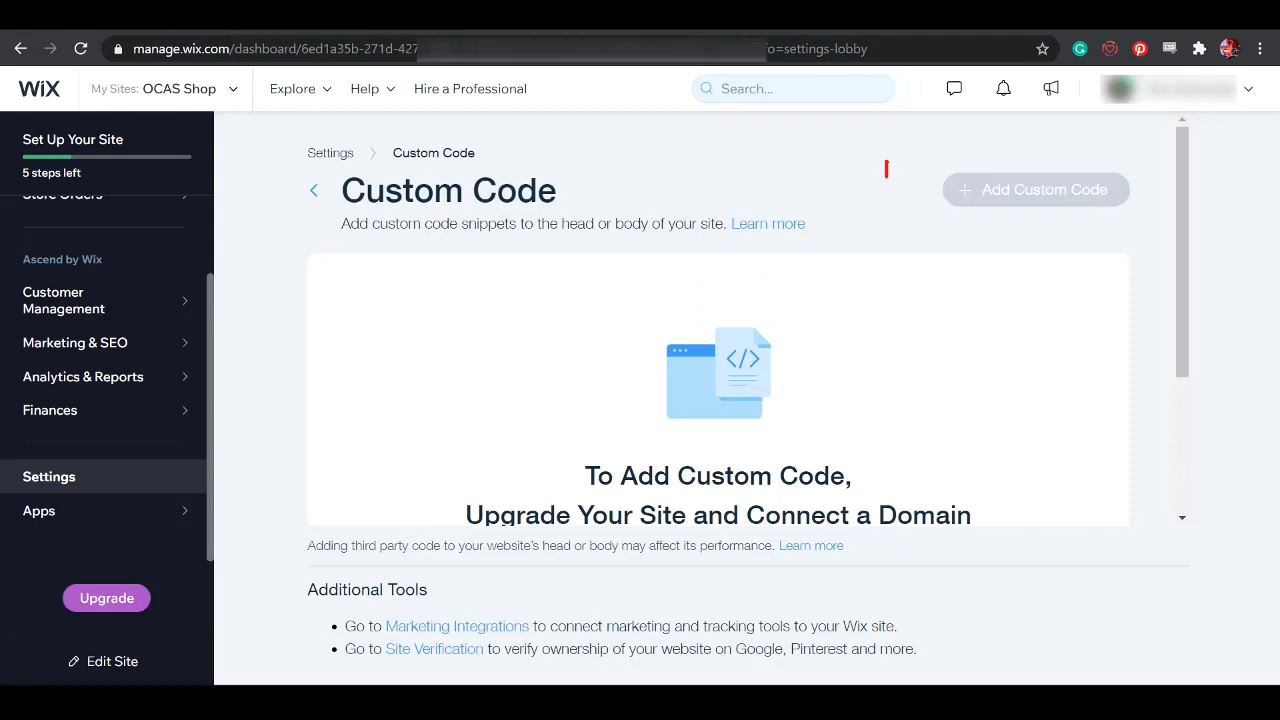 manage.wix.com/dashboard/6ed1a35b-271d-427
o=settings-lobby
WiX
My Sites: OCAS Shop
Explore
Help
Hire a Professional
Search...
Set Up Your Site
5 steps left
Store Orders
Ascend by Wix
Customer
Management
Marketing & SEO
Analytics & Reports
Finances
Settings
Apps
Upgrade
Edit Site
Settings
Custom Code
Custom Code
+ Add Custom Code
Add custom code snippets to the head or body of your site. Learn more
</>
To Add Custom Code,
Upgrade Your Site and Connect a Domain
Adding third party code to your website's head or body may affect its performance. Learn more
Additional Tools
• Go to Marketing Integrations to connect marketing and tracking tools to your Wix site.
• Go to Site Verification to verify ownership of your website on Google, Pinterest and more.